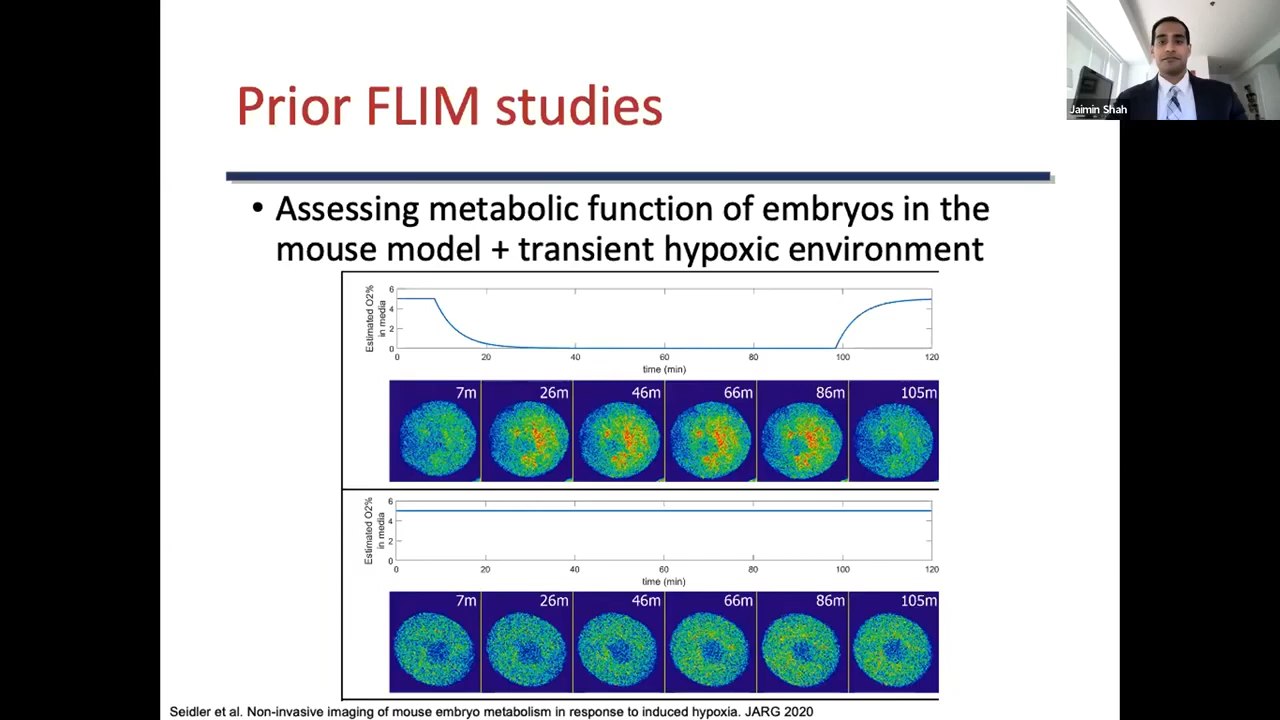 Jaimin Shah
Prior FLIM studies
• Assessing metabolic function of embryos in the
mouse model + transient hypoxic environment
Estimated O2%
in media
6
4
2
0
0 20 40 60 80 100 120
time (min)
7m 26m 46m 66m 86m 105m
Estimated O2%
in media
6
4
2
0
0 20 40 60 80 100 120
time (min)
7m 26m 46m 66m 86m 105m
Seidler et al. Non-invasive imaging of mouse embryo metabolism in response to induced hypoxia. JARG 2020